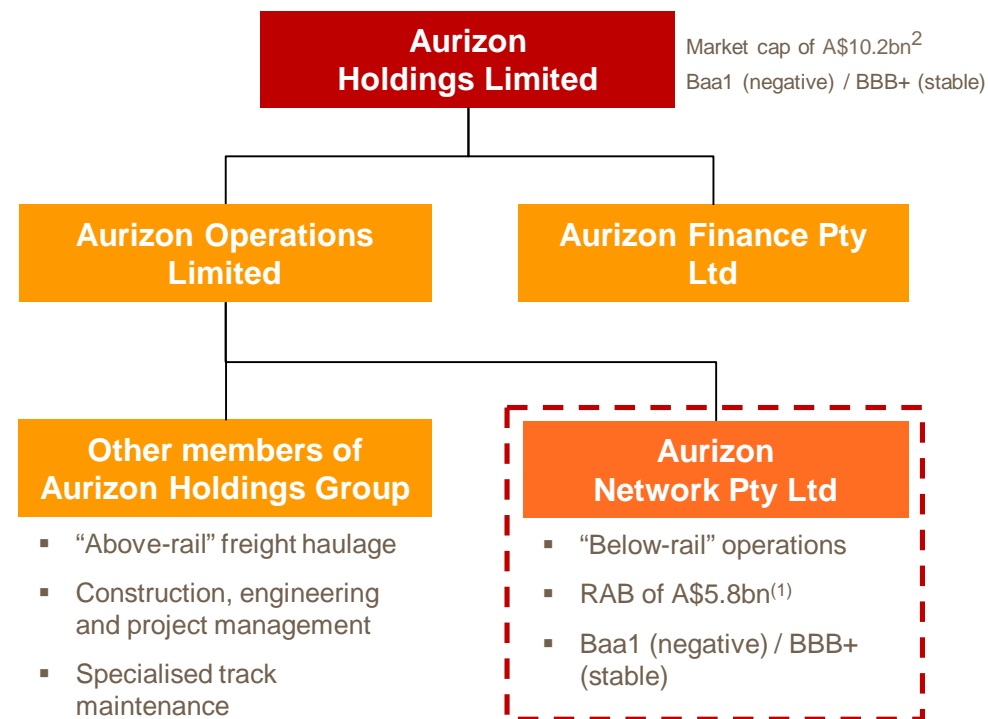 Aurizon
Holdings Limited
Market cap of A$10.2bn2
Baa1 (negative) / BBB+ (stable)
Aurizon Operations
Limited
Aurizon Finance Pty
Ltd
Other members of
Aurizon Holdings Group
Aurizon
Network Pty Ltd
▪ “Above-rail” freight haulage
▪ Construction, engineering
and project management
▪ Specialised track
maintenance
▪ “Below-rail” operations
▪ RAB of A$5.8bn(1)
▪ Baa1 (negative) / BBB+
(stable)